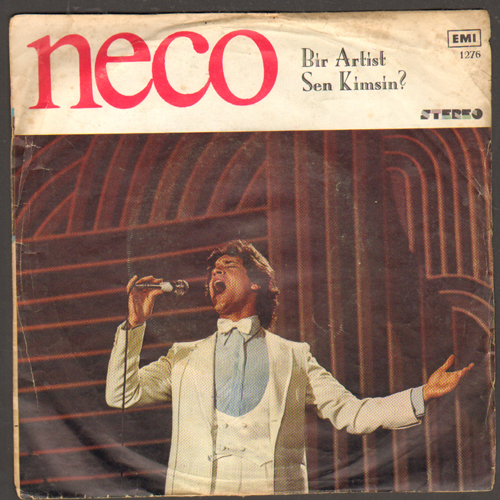 neco
Bir Artist
Sen Kimsin?
EMI
1276
STEREO